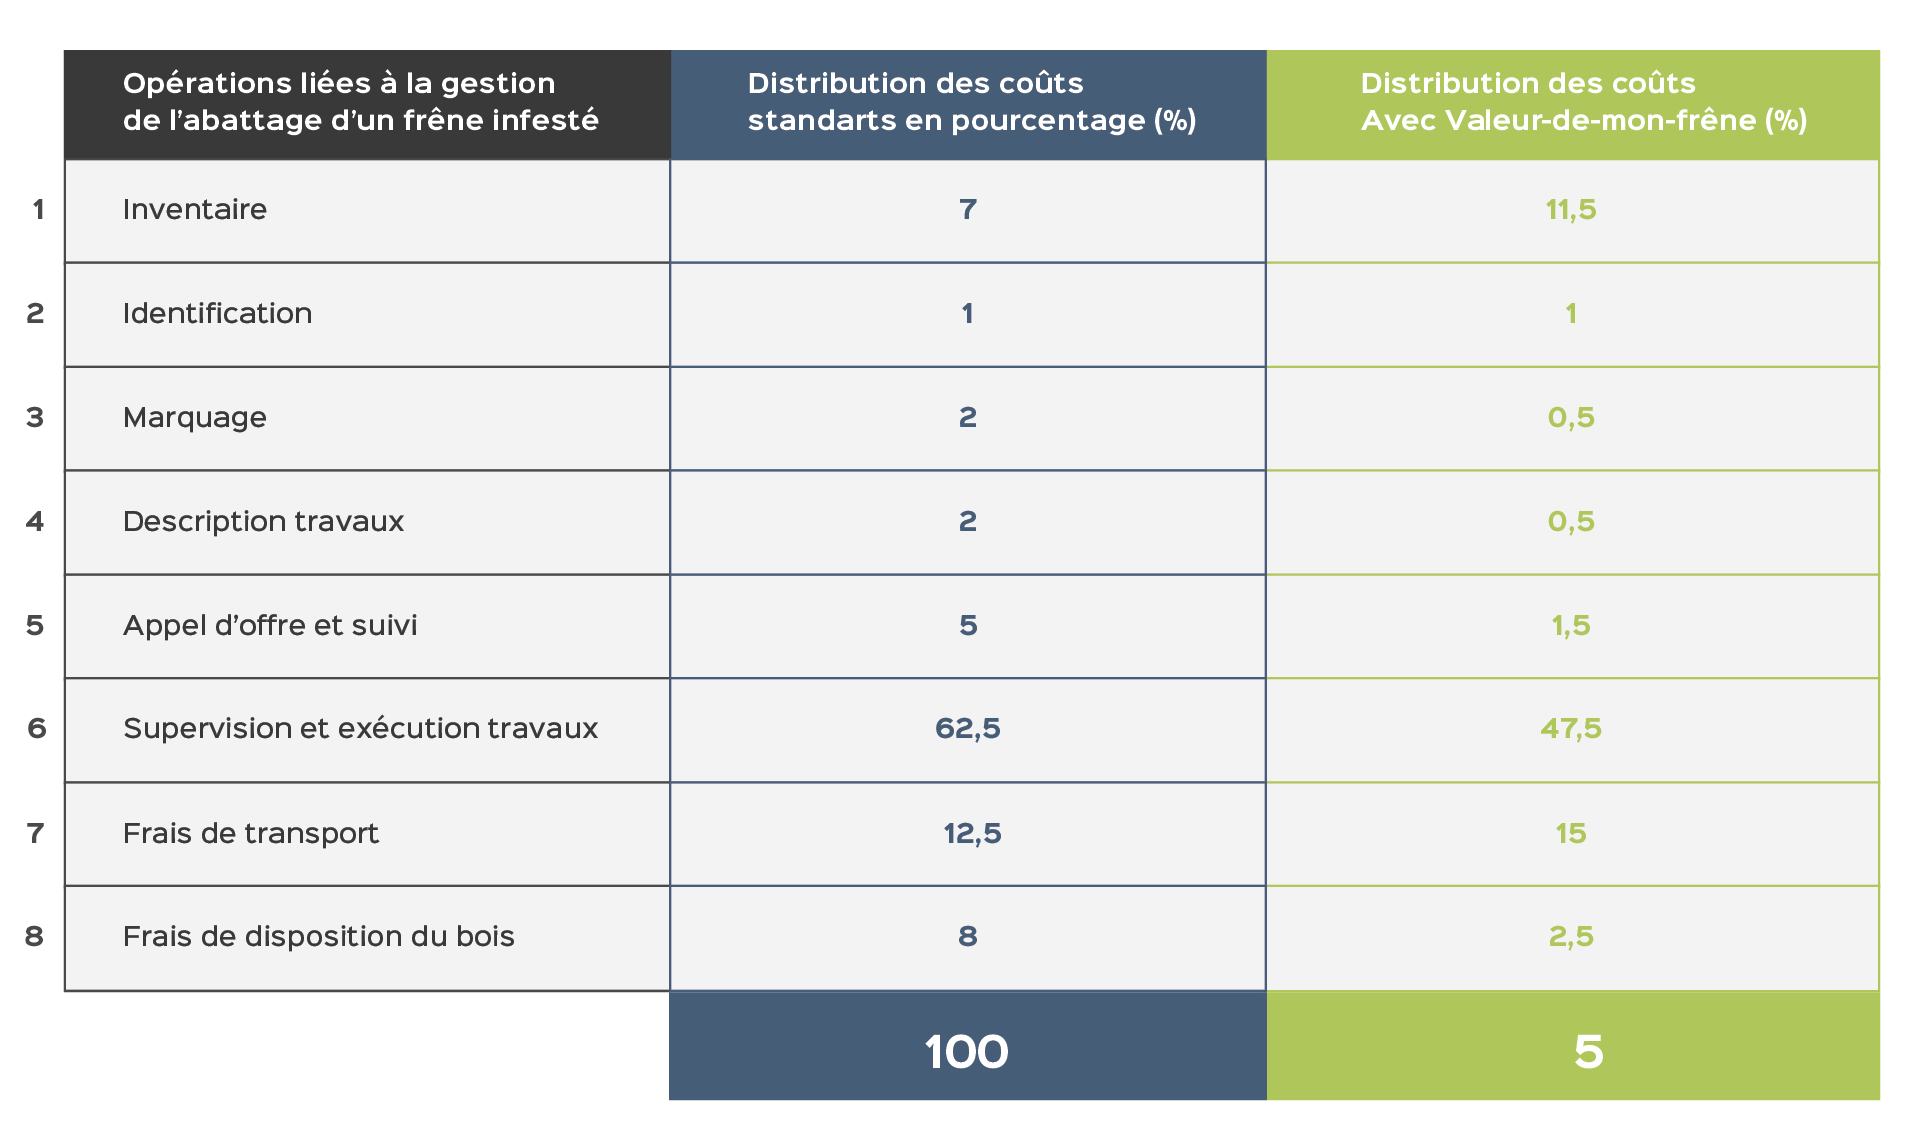 Opérations liées à la gestion
de l’abattage d’un frêne infesté
Distribution des coûts
standarts en pourcentage (%)
Distribution des coûts
Avec Valeur-de-mon-frêne (%)
1 Inventaire 7 11,5
2 Identification 1 1
3 Marquage 2 0,5
4 Description travaux 2 0,5
5 Appel d’offre et suivi 5 1,5
6 Supervision et exécution travaux 62,5 47,5
7 Frais de transport 12,5 15
8 Frais de disposition du bois 8 2,5
100 5